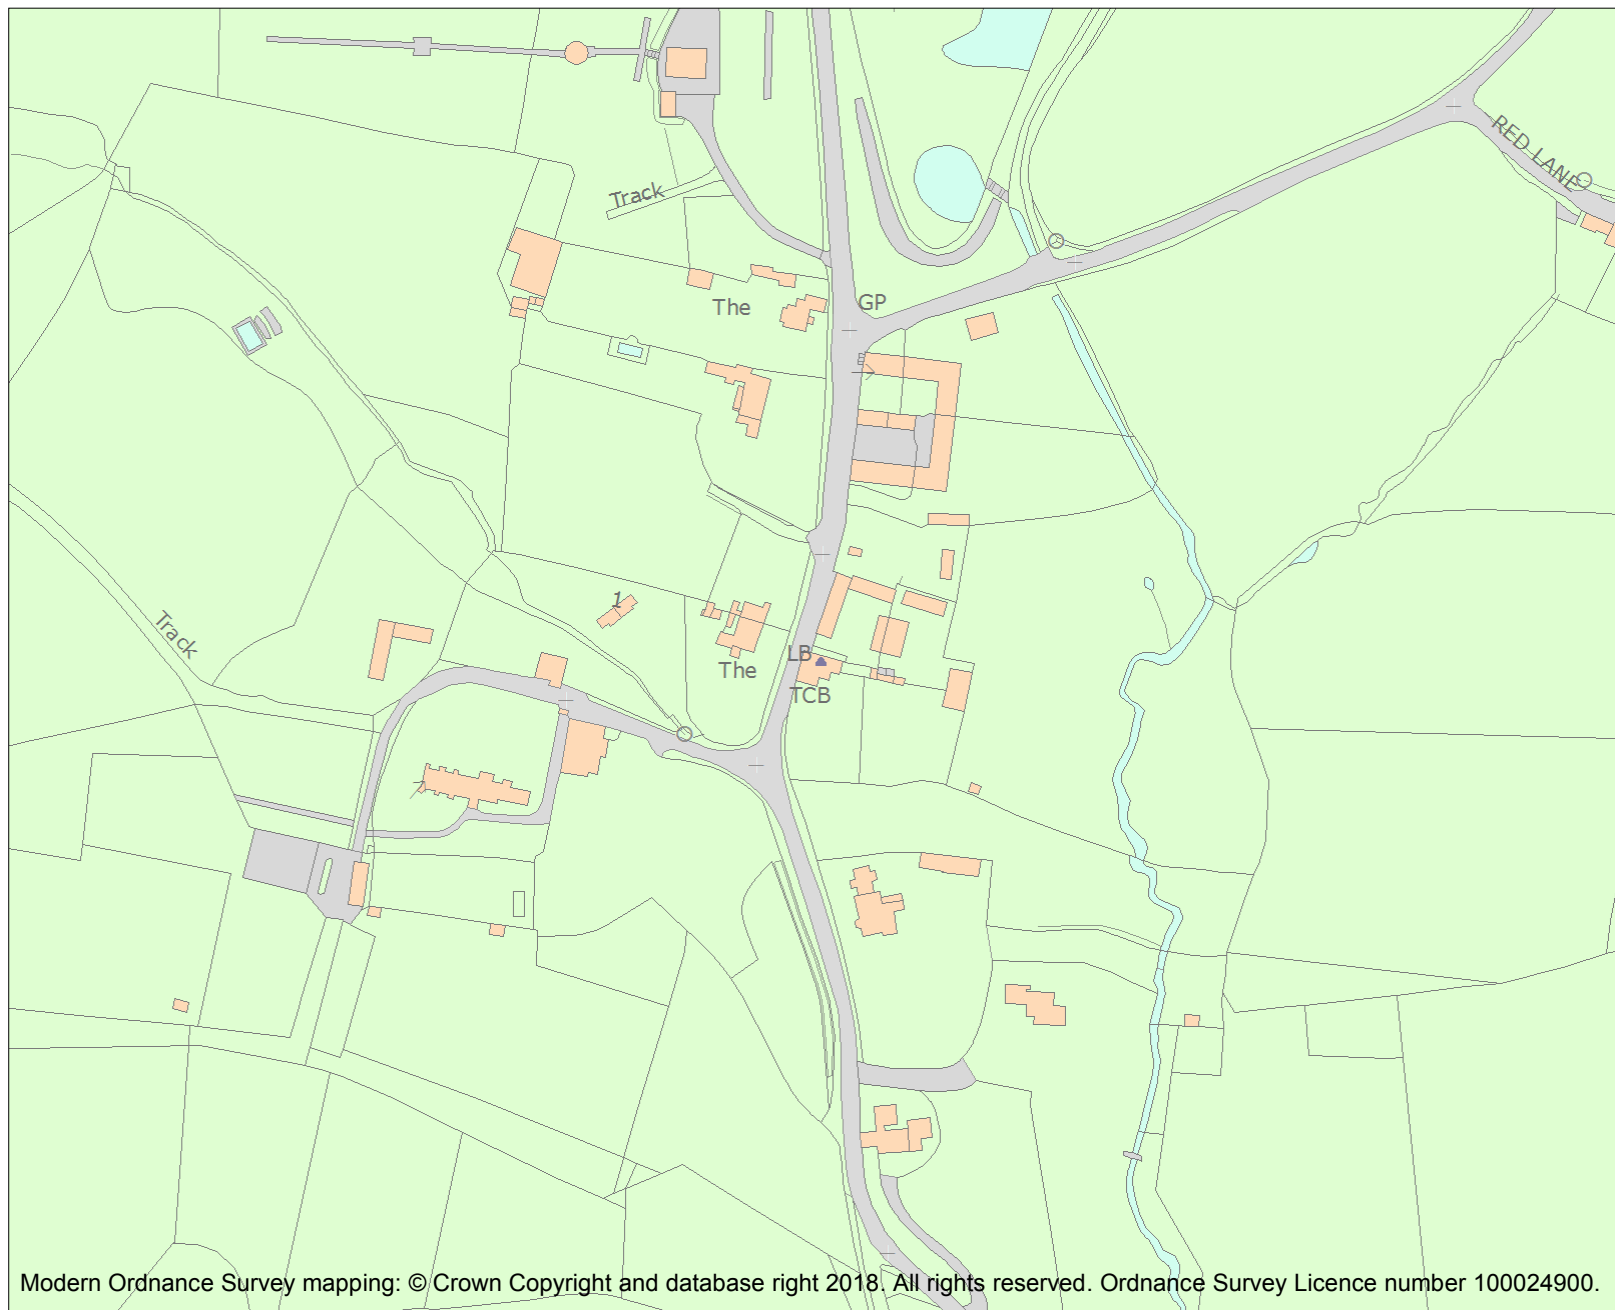 RED LANE
Track
The
GP
1
Track
LB
The
TCB
Modern Ordnance Survey mapping: © Crown Copyright and database right 2018. All rights reserved. Ordnance Survey Licence number 100024900.